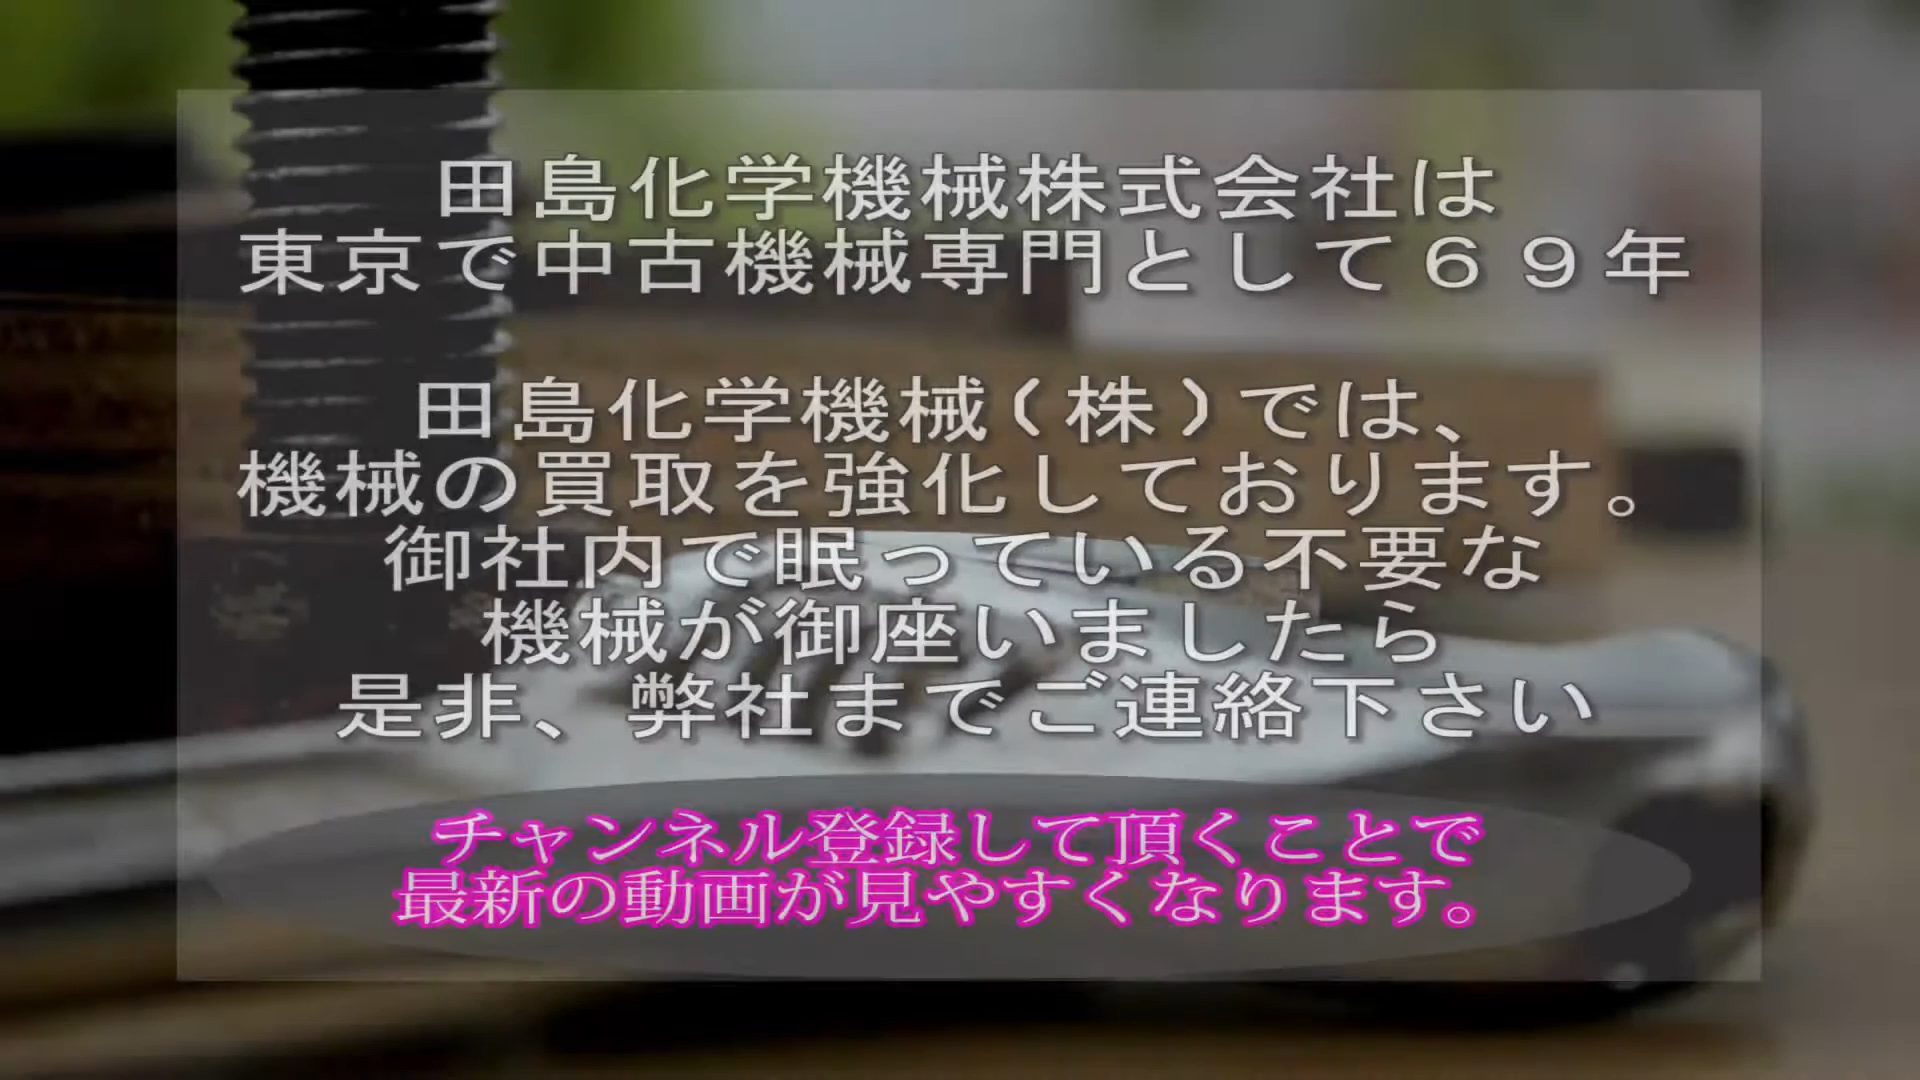 田島化学機械株式会社は
東京で中古機械専門として６９年
田島化学機械(株)では、
機械の買取を強化しております。
御社内で眠っている不要な
機械が御座いましたら
是非、弊社までご連絡下さい
チャンネル登録して頂くことで
最新の動画が見やすくなります。